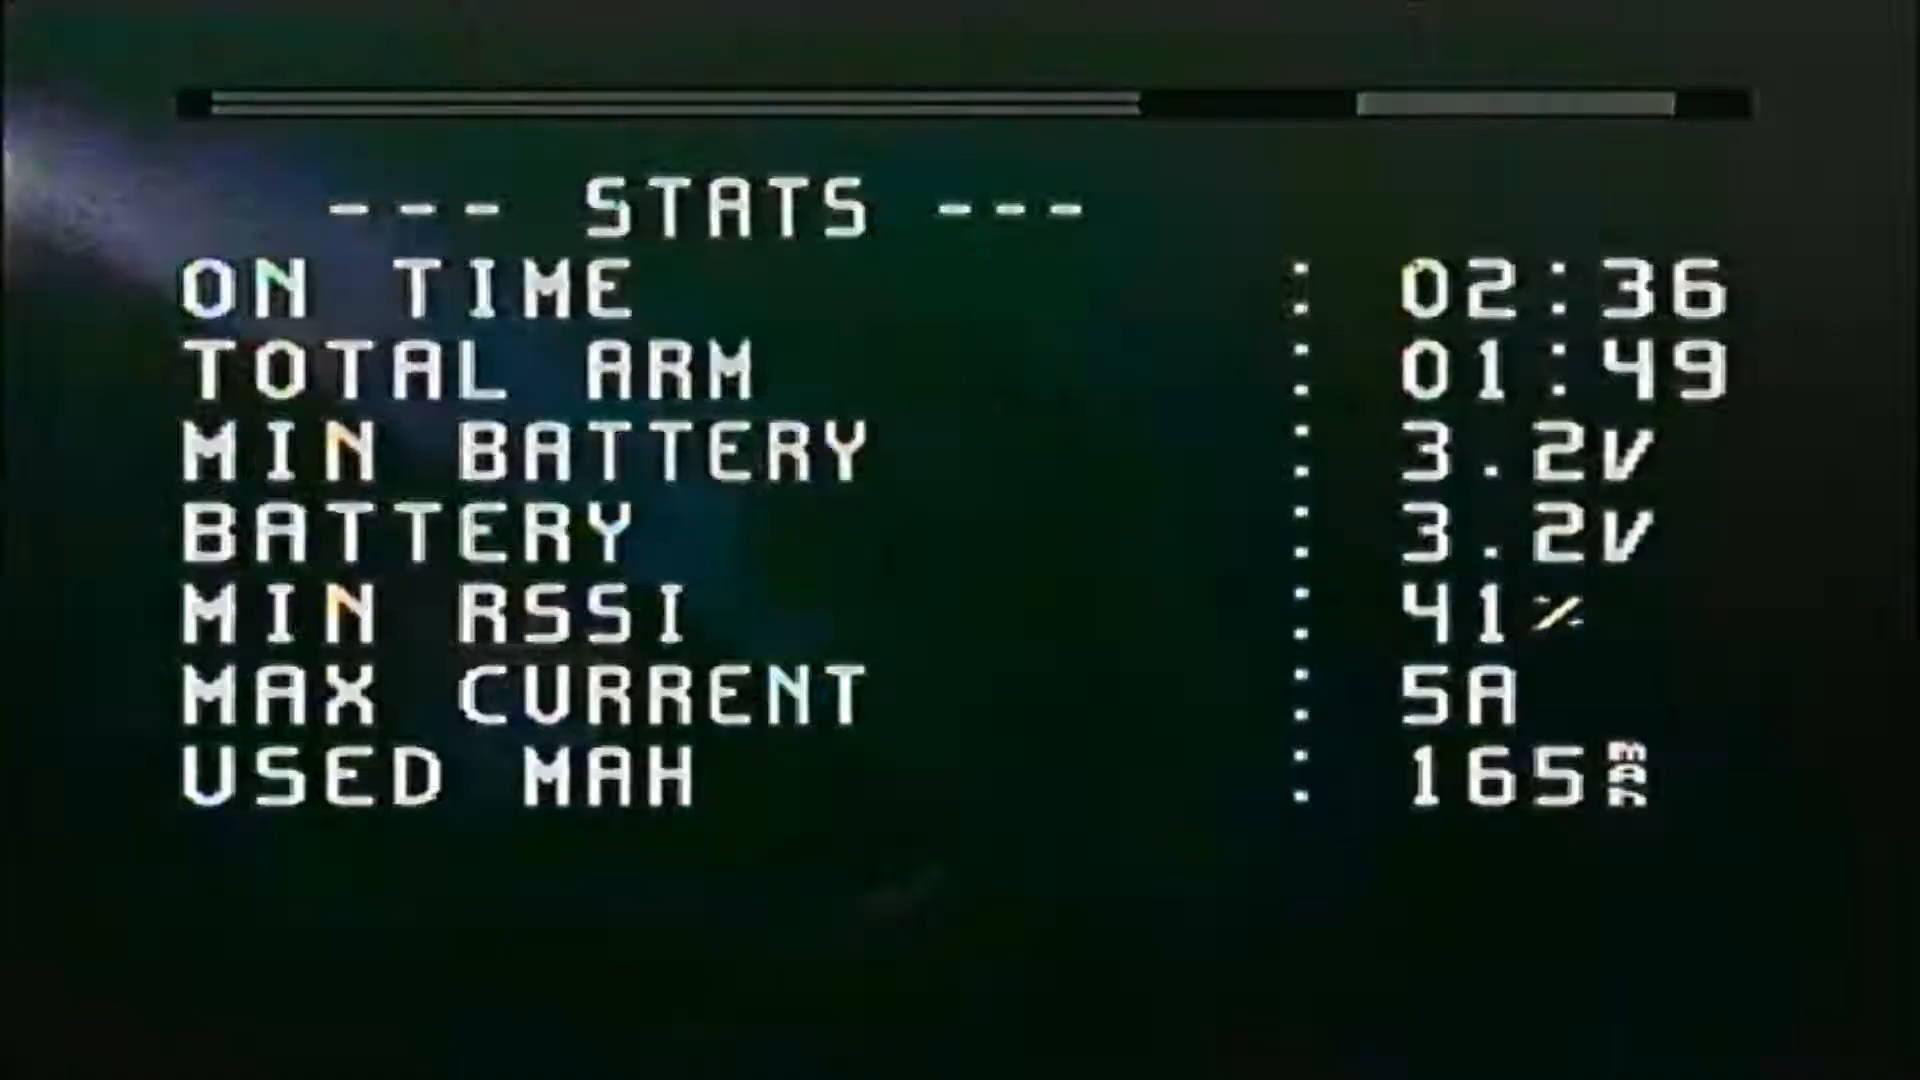 --- STATS ---
ON TIME : 02:36
TOTAL ARM : 01:49
MIN BATTERY : 3.2V
BATTERY : 3.2V
MIN RSSI : 41%
MAX CURRENT : 5A
USED MAH : 165mAh